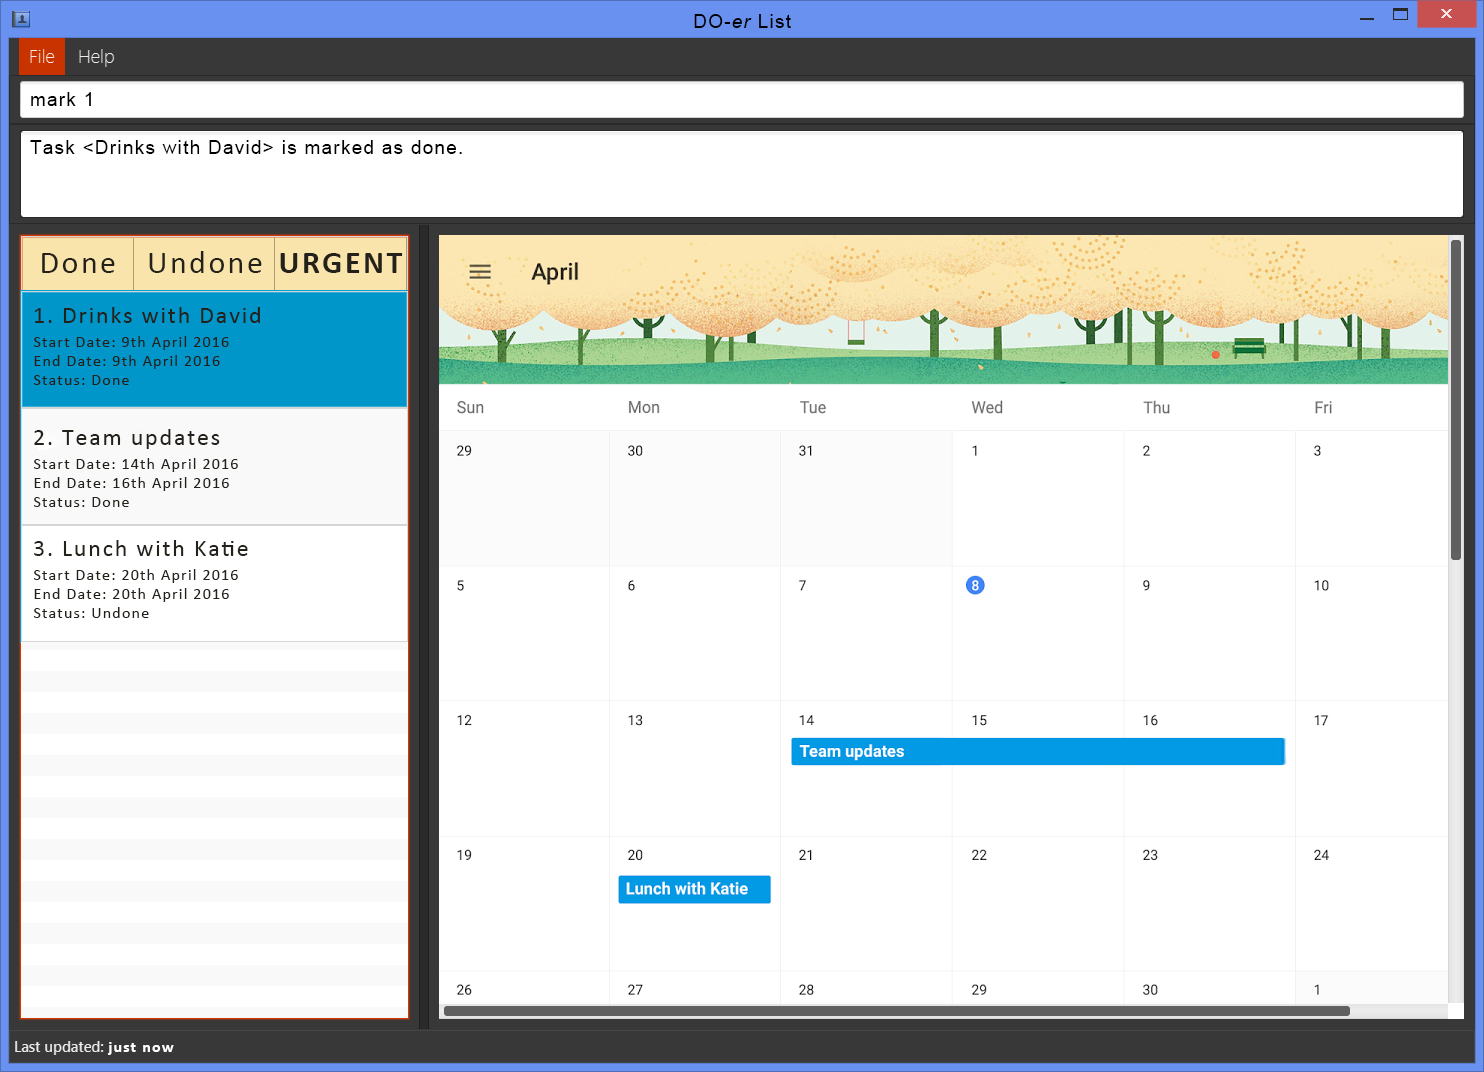 DO-er List
File Help
mark 1
Task <Drinks with David> is marked as done.
Done Undone URGENT
1. Drinks with David
Start Date: 9th April 2016
End Date: 9th April 2016
Status: Done
2. Team updates
Start Date: 14th April 2016
End Date: 16th April 2016
Status: Done
3. Lunch with Katie
Start Date: 20th April 2016
End Date: 20th April 2016
Status: Undone
April
Sun Mon Tue Wed Thu Fri
29 30 31 1 2 3
5 6 7 8 9 10
12 13 14 15 16 17
Team updates
19 20 21 22 23 24
Lunch with Katie
26 27 28 29 30 1
Last updated: just now